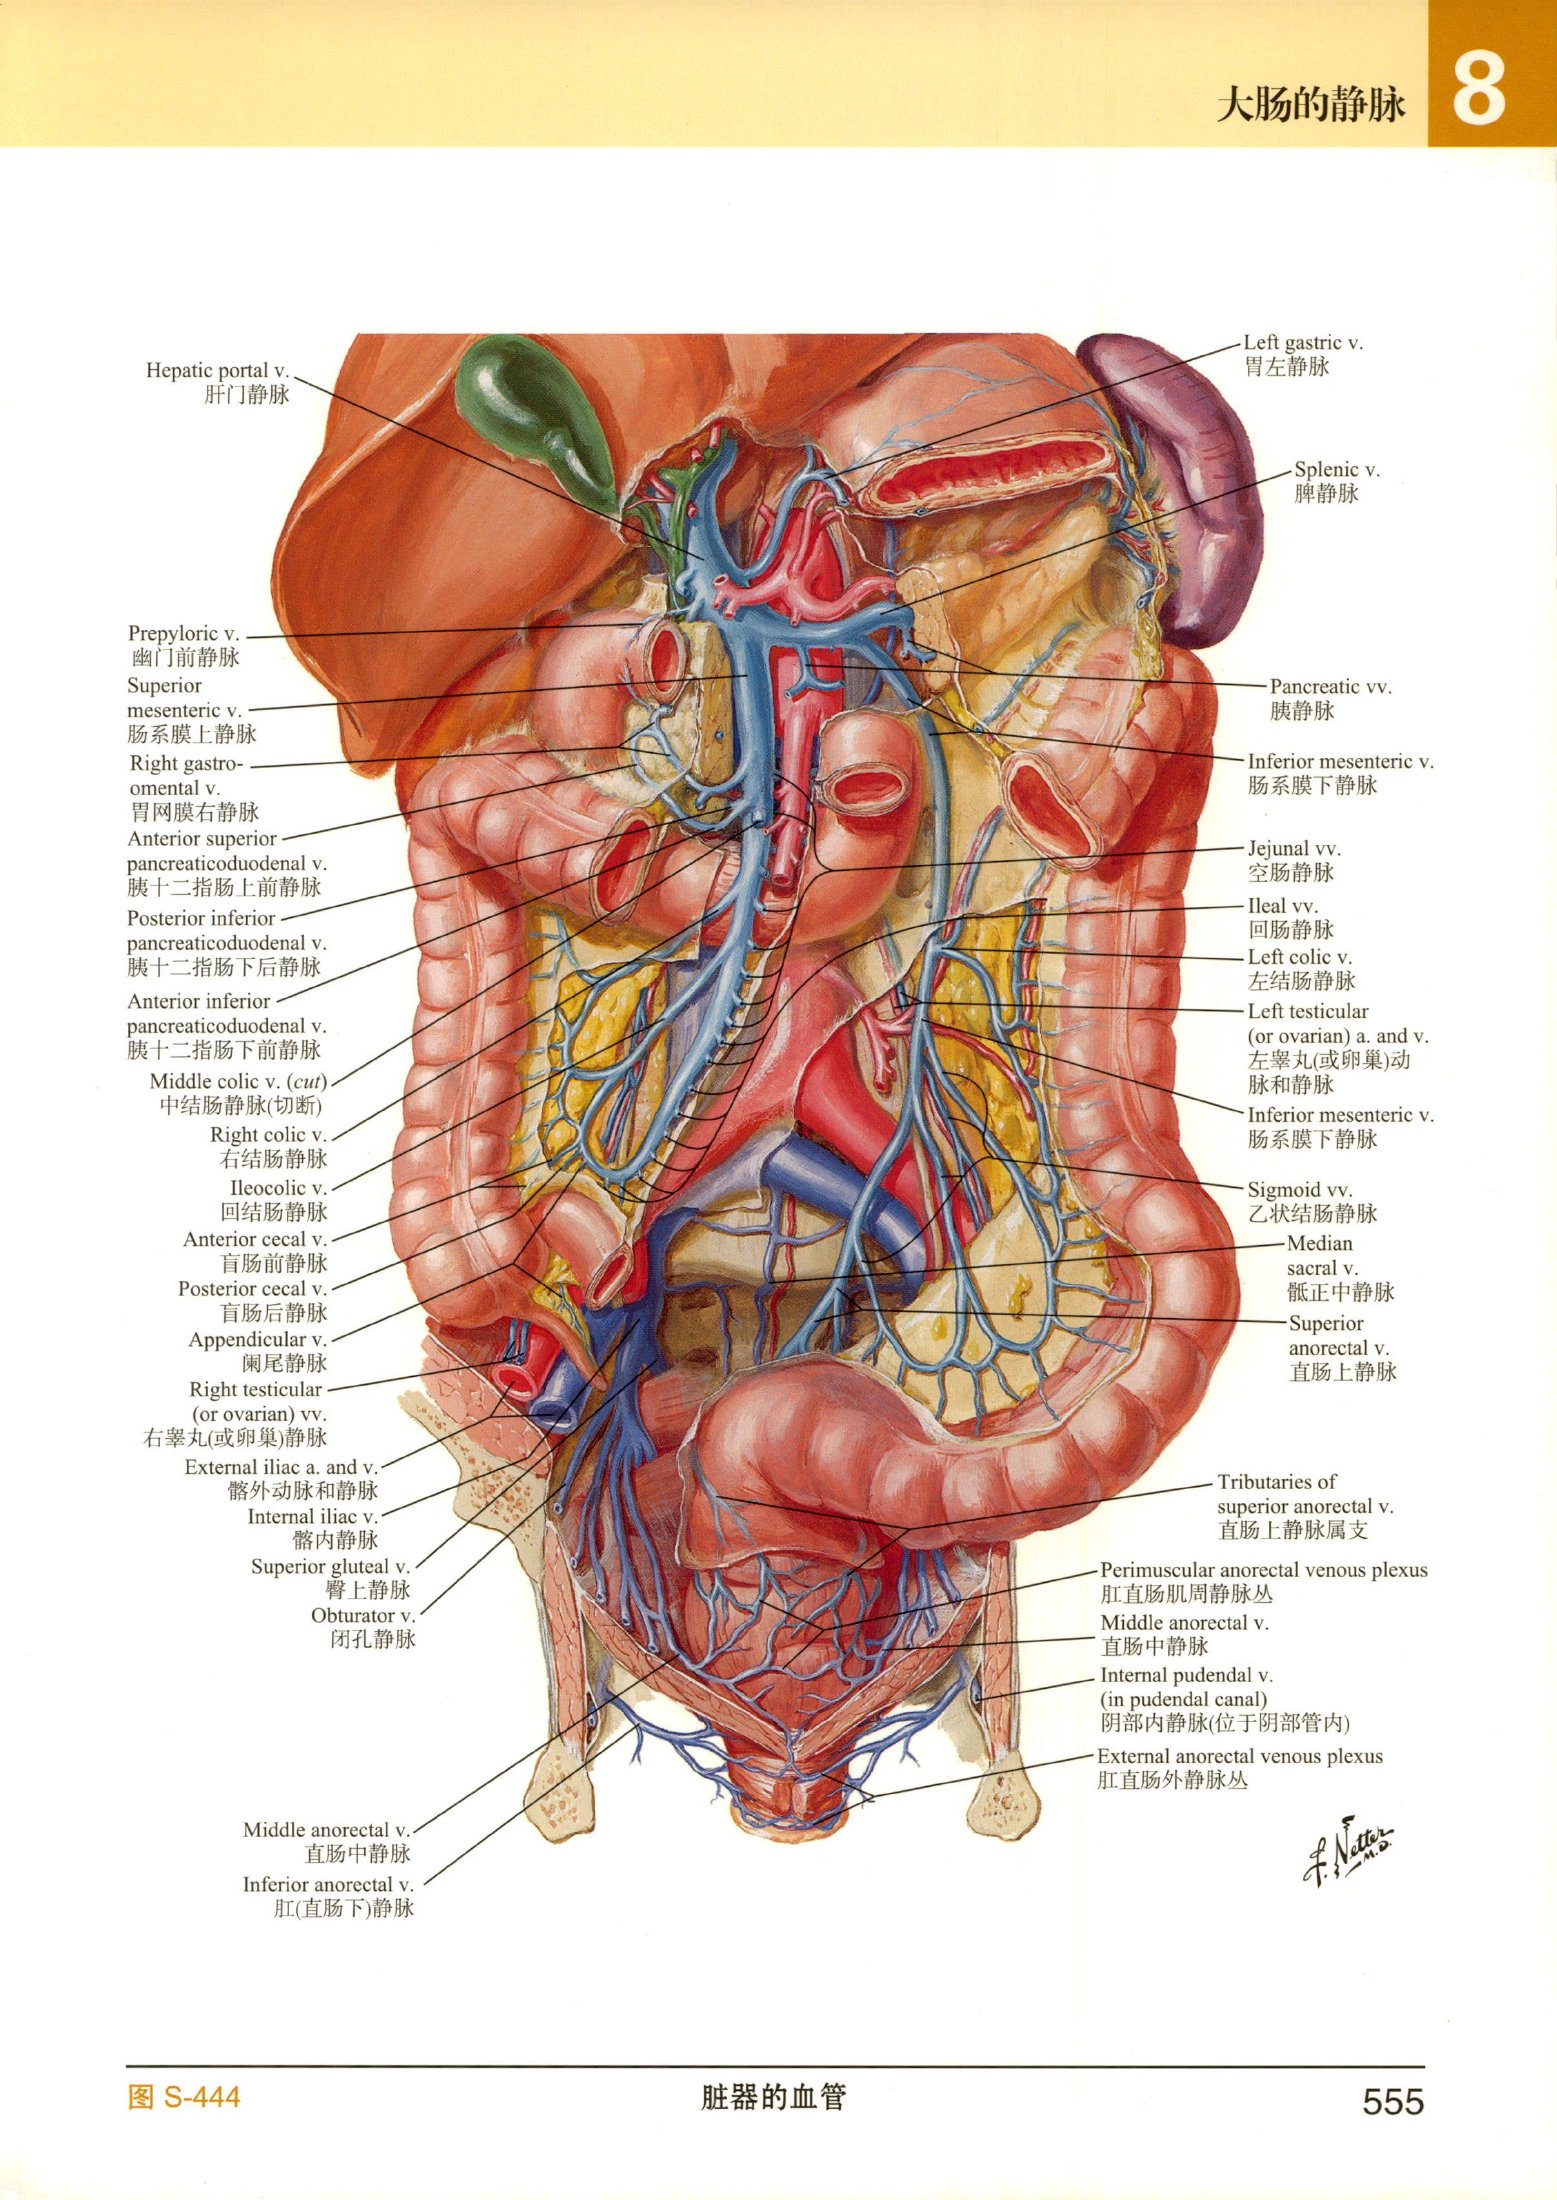 大肠的静脉
8
Hepatic portal v.
肝门静脉
Prepyloric v.
幽门前静脉
Superior
mesenteric v.
肠系膜上静脉
Right gastro-
omental v.
胃网膜右静脉
Anterior superior
pancreaticoduodenal v.
胰十二指肠上前静脉
Posterior inferior
pancreaticoduodenal v.
胰十二指肠下后静脉
Anterior inferior
pancreaticoduodenal v.
胰十二指肠下前静脉
Middle colic v. (cut)
中结肠静脉(切断)
Right colic v.
右结肠静脉
Ileocolic v.
回结肠静脉
Anterior cecal v.
盲肠前静脉
Posterior cecal v.
盲肠后静脉
Appendicular v.
阑尾静脉
Right testicular
(or ovarian) vv.
右睾丸(或卵巢)静脉
External iliac a. and v.
髂外动脉和静脉
Internal iliac v.
髂内静脉
Superior gluteal v.
臀上静脉
Obturator v.
闭孔静脉
Middle anorectal v.
直肠中静脉
Inferior anorectal v.
肛(直肠下)静脉
Left gastric v.
胃左静脉
Splenic v.
脾静脉
Pancreatic vv.
胰静脉
Inferior mesenteric v.
肠系膜下静脉
Jejunal vv.
空肠静脉
Ileal vv.
回肠静脉
Left colic v.
左结肠静脉
Left testicular
(or ovarian) a. and v.
左睾丸(或卵巢)动
脉和静脉
Inferior mesenteric v.
肠系膜下静脉
Sigmoid vv.
乙状结肠静脉
Median
sacral v.
骶正中静脉
Superior
anorectal v.
直肠上静脉
Tributaries of
superior anorectal v.
直肠上静脉属支
Perimuscular anorectal venous plexus
肛直肠肌周静脉丛
Middle anorectal v.
直肠中静脉
Internal pudendal v.
(in pudendal canal)
阴部内静脉(位于阴部管内)
External anorectal venous plexus
肛直肠外静脉丛
F. Netter
M.D.
图 S-444
脏器的血管
555